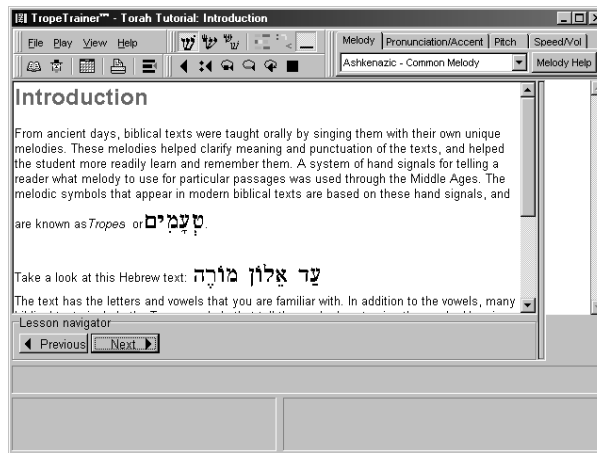 TropeTrainer™ - Torah Tutorial: Introduction
File Play View Help
Melody Pronunciation/Accent Pitch Speed/Vol
Ashkenazic - Common Melody Melody Help
Introduction
From ancient days, biblical texts were taught orally by singing them with their own unique
melodies. These melodies helped clarify meaning and punctuation of the texts, and helped
the student more readily learn and remember them. A system of hand signals for telling a
reader what melody to use for particular passages was used through the Middle Ages. The
melodic symbols that appear in modern biblical texts are based on these hand signals, and
are known as Tropes or טְעָמִים.
Take a look at this Hebrew text: עַד אֵלוֹן מוֹרֶה
The text has the letters and vowels that you are familiar with. In addition to the vowels, many
Lesson navigator
Previous Next